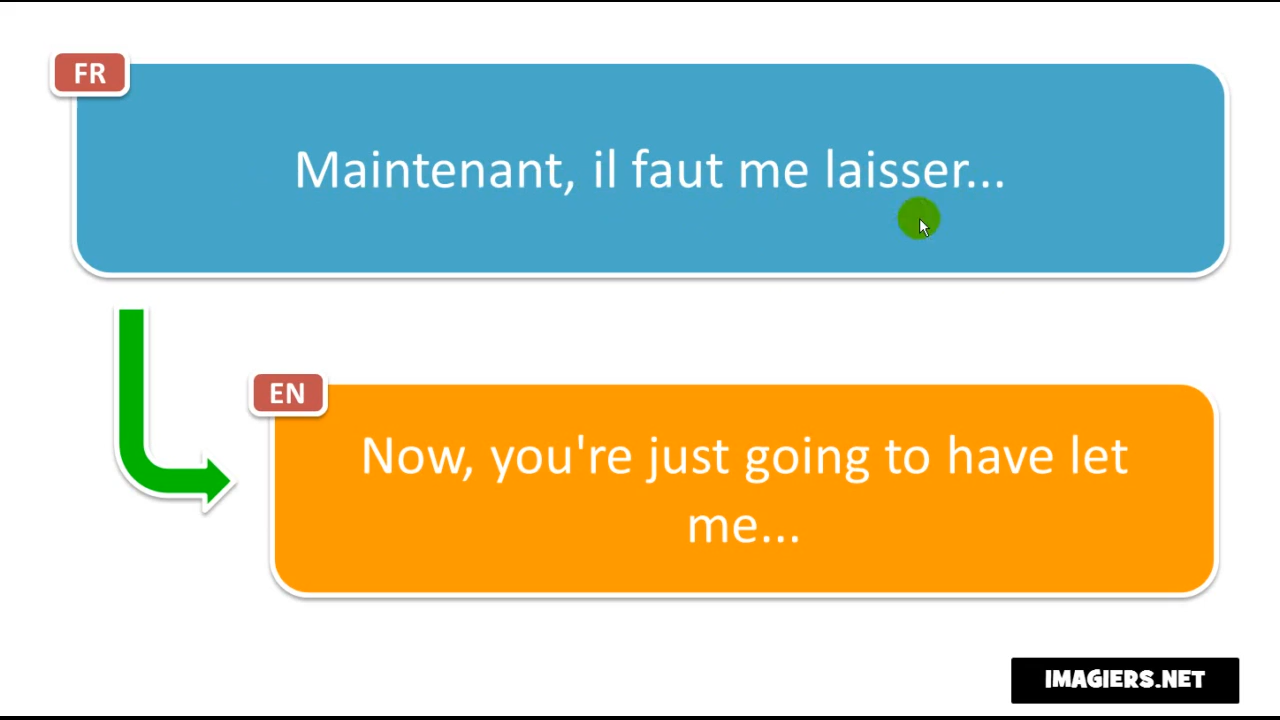 FR
Maintenant, il faut me laisser...
EN
Now, you're just going to have let
me...
IMAGIERS.NET